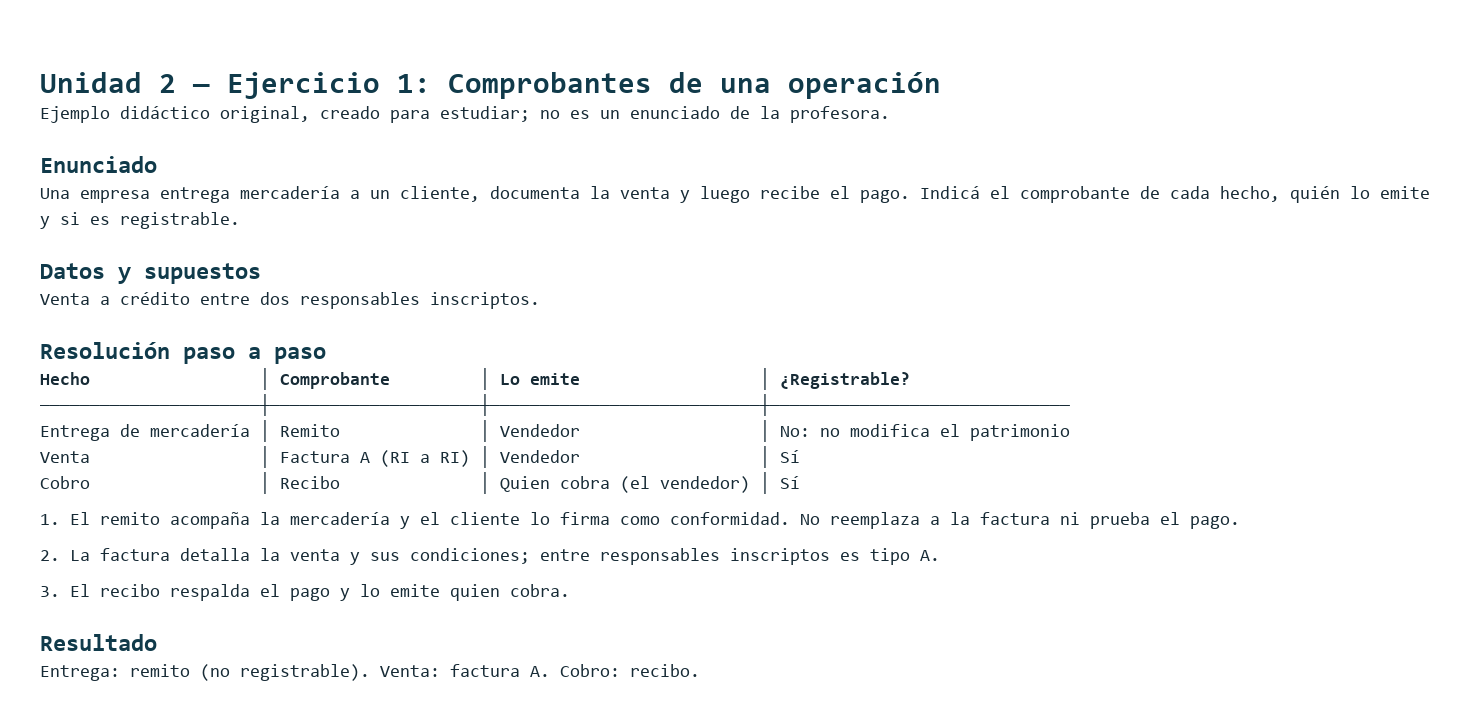 Unidad 2 — Ejercicio 1: Comprobantes de una operación
Ejemplo didáctico original, creado para estudiar; no es un enunciado de la profesora.
Enunciado
Una empresa entrega mercadería a un cliente, documenta la venta y luego recibe el pago. Indicá el comprobante de cada hecho, quién lo emite
y si es registrable.
Datos y supuestos
Venta a crédito entre dos responsables inscriptos.
Resolución paso a paso
Hecho │ Comprobante │ Lo emite │ ¿Registrable?
Entrega de mercadería │ Remito │ Vendedor │ No: no modifica el patrimonio
Venta │ Factura A (RI a RI) │ Vendedor │ Sí
Cobro │ Recibo │ Quien cobra (el vendedor) │ Sí
1. El remito acompaña la mercadería y el cliente lo firma como conformidad. No reemplaza a la factura ni prueba el pago.
2. La factura detalla la venta y sus condiciones; entre responsables inscriptos es tipo A.
3. El recibo respalda el pago y lo emite quien cobra.
Resultado
Entrega: remito (no registrable). Venta: factura A. Cobro: recibo.